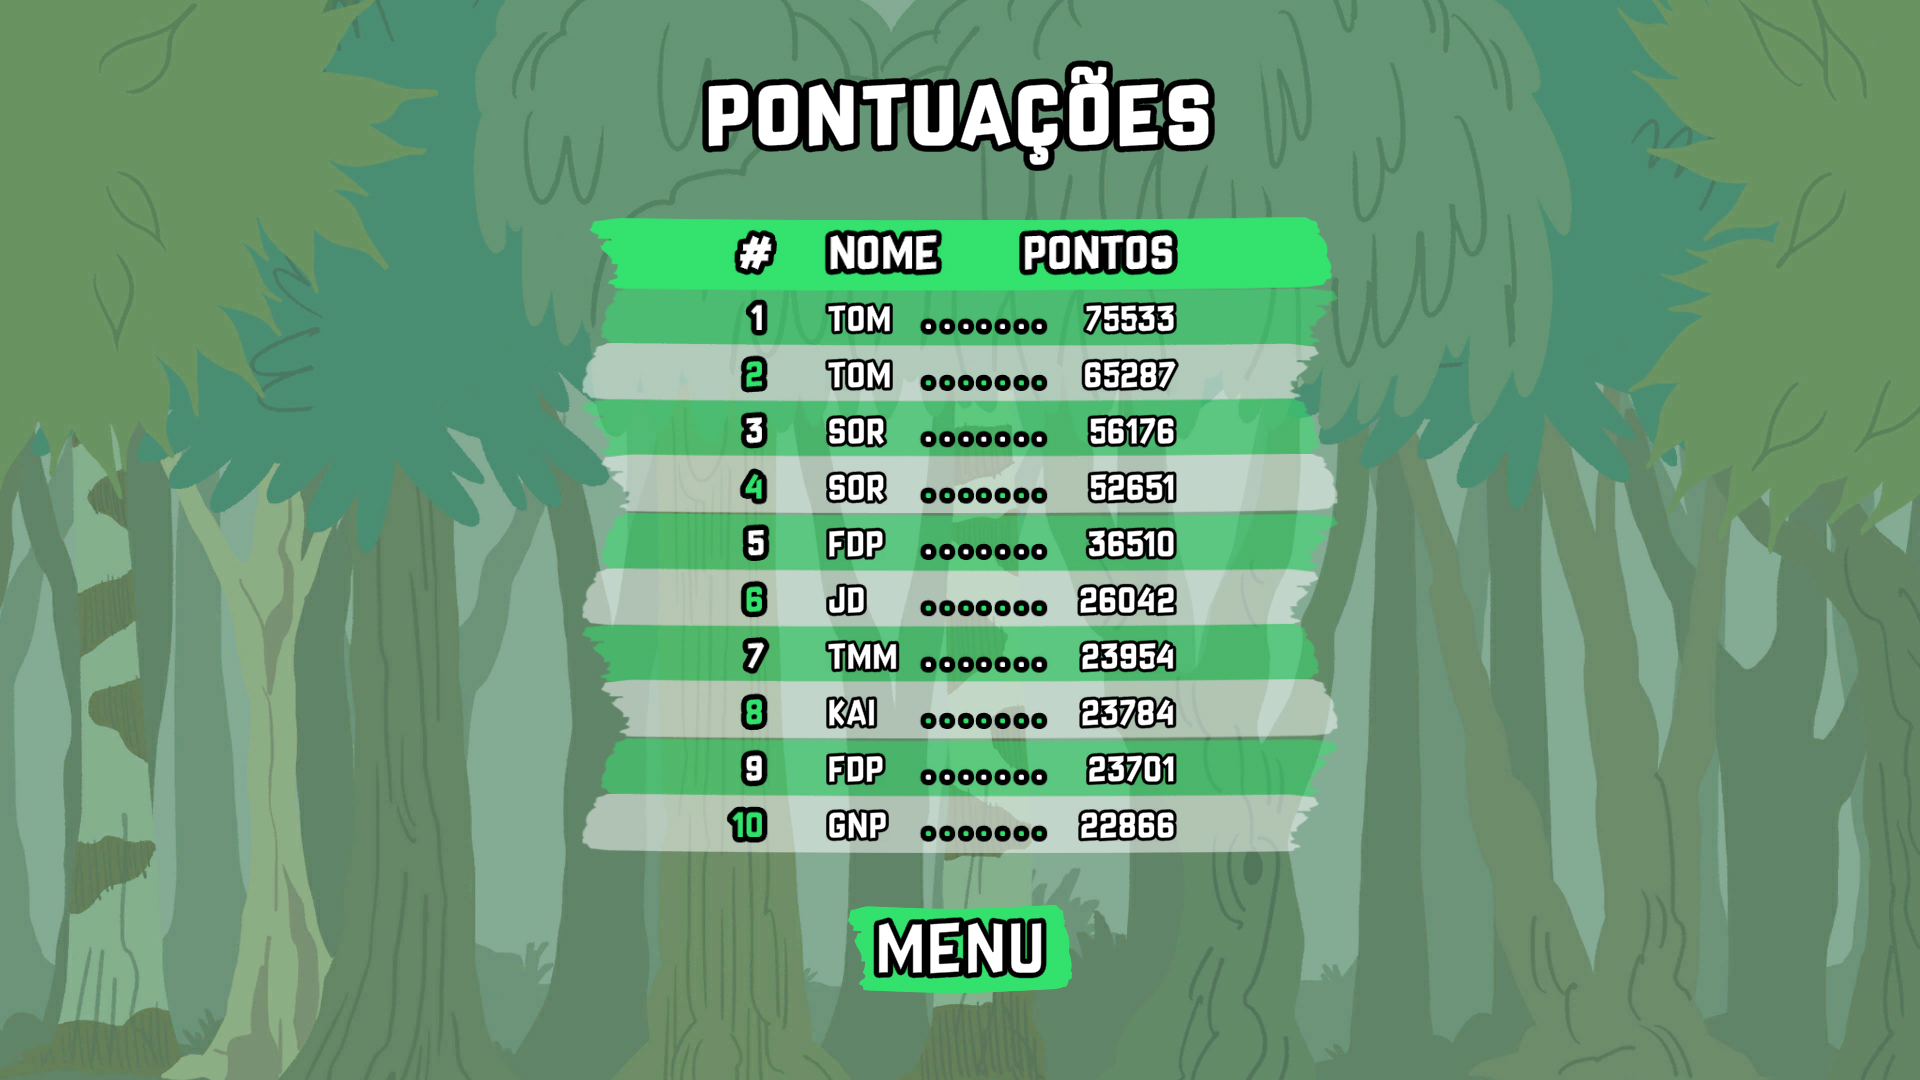 PONTUAÇÕES
# NOME PONTOS
1 TOM ....... 75533
2 TOM ....... 65287
3 SOR ....... 56176
4 SOR ....... 52651
5 FDP ....... 36510
6 JD ....... 26042
7 TMM ....... 23954
8 KAI ....... 23784
9 FDP ....... 23701
10 GNP ....... 22866
MENU